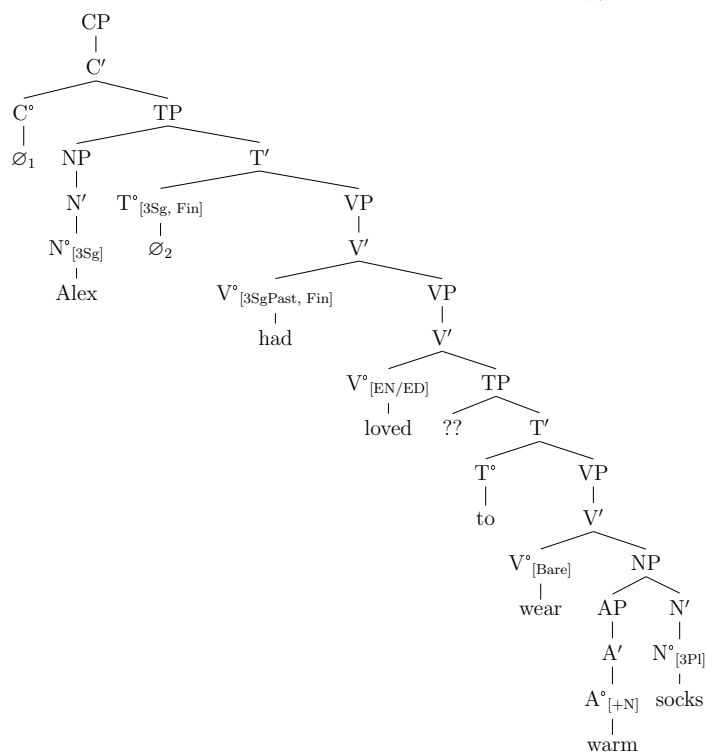 CP
C′
C° TP
∅₁ NP T′
N′ T°[3Sg, Fin] VP
N°[3Sg] ∅₂ V′
Alex V°[3SgPast, Fin] VP
had V′
V°[EN/ED] TP
loved ?? T′
T° VP
to V′
V°[Bare] NP
wear AP N′
A′ N°[3Pl]
A°[+N] socks
warm